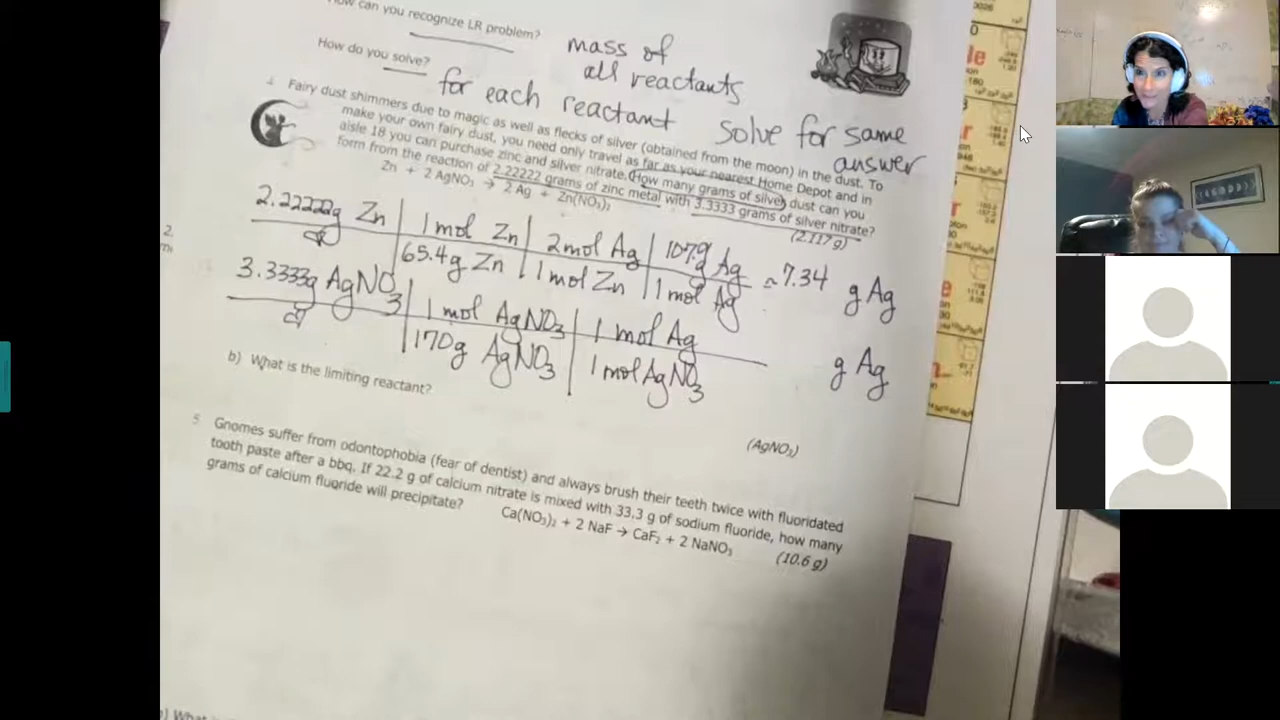 can you recognize LR problem?
mass of
all reactants
How do you solve?
for each reactant
solve for same
answer
Fairy dust shimmers due to magic as well as flecks of silver (obtained from the moon) in the dust. To
make your own fairy dust, you need only travel as far as your nearest Home Depot and in
aisle 18 you can purchase zinc and silver nitrate. How many grams of silver dust can you
form from the reaction of 2.22222 grams of zinc metal with 3.3333 grams of silver nitrate?
Zn + 2 AgNO₃ → 2 Ag + Zn(NO₃)₂
(2.117 g)
2.22222g Zn | 1 mol Zn | 2 mol Ag | 107.9 g Ag ≈ 7.34 g Ag
65.4 g Zn | 1 mol Zn | 1 mol Ag
3.3333g AgNO3 | 1 mol AgNO3 | 1 mol Ag
170g AgNO3 | 1 mol AgNO3
g Ag
b) What is the limiting reactant?
(AgNO₃)
5. Gnomes suffer from odontophobia (fear of dentist) and always brush their teeth twice with fluoridated
tooth paste after a bbq. If 22.2 g of calcium nitrate is mixed with 33.3 g of sodium fluoride, how many
grams of calcium fluoride will precipitate?
Ca(NO₃)₂ + 2 NaF → CaF₂ + 2 NaNO₃
(10.6 g)